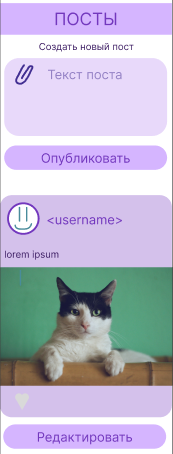 ПОСТЫ
Создать новый пост
Текст поста
Опубликовать
<username>
lorem ipsum
Редактировать